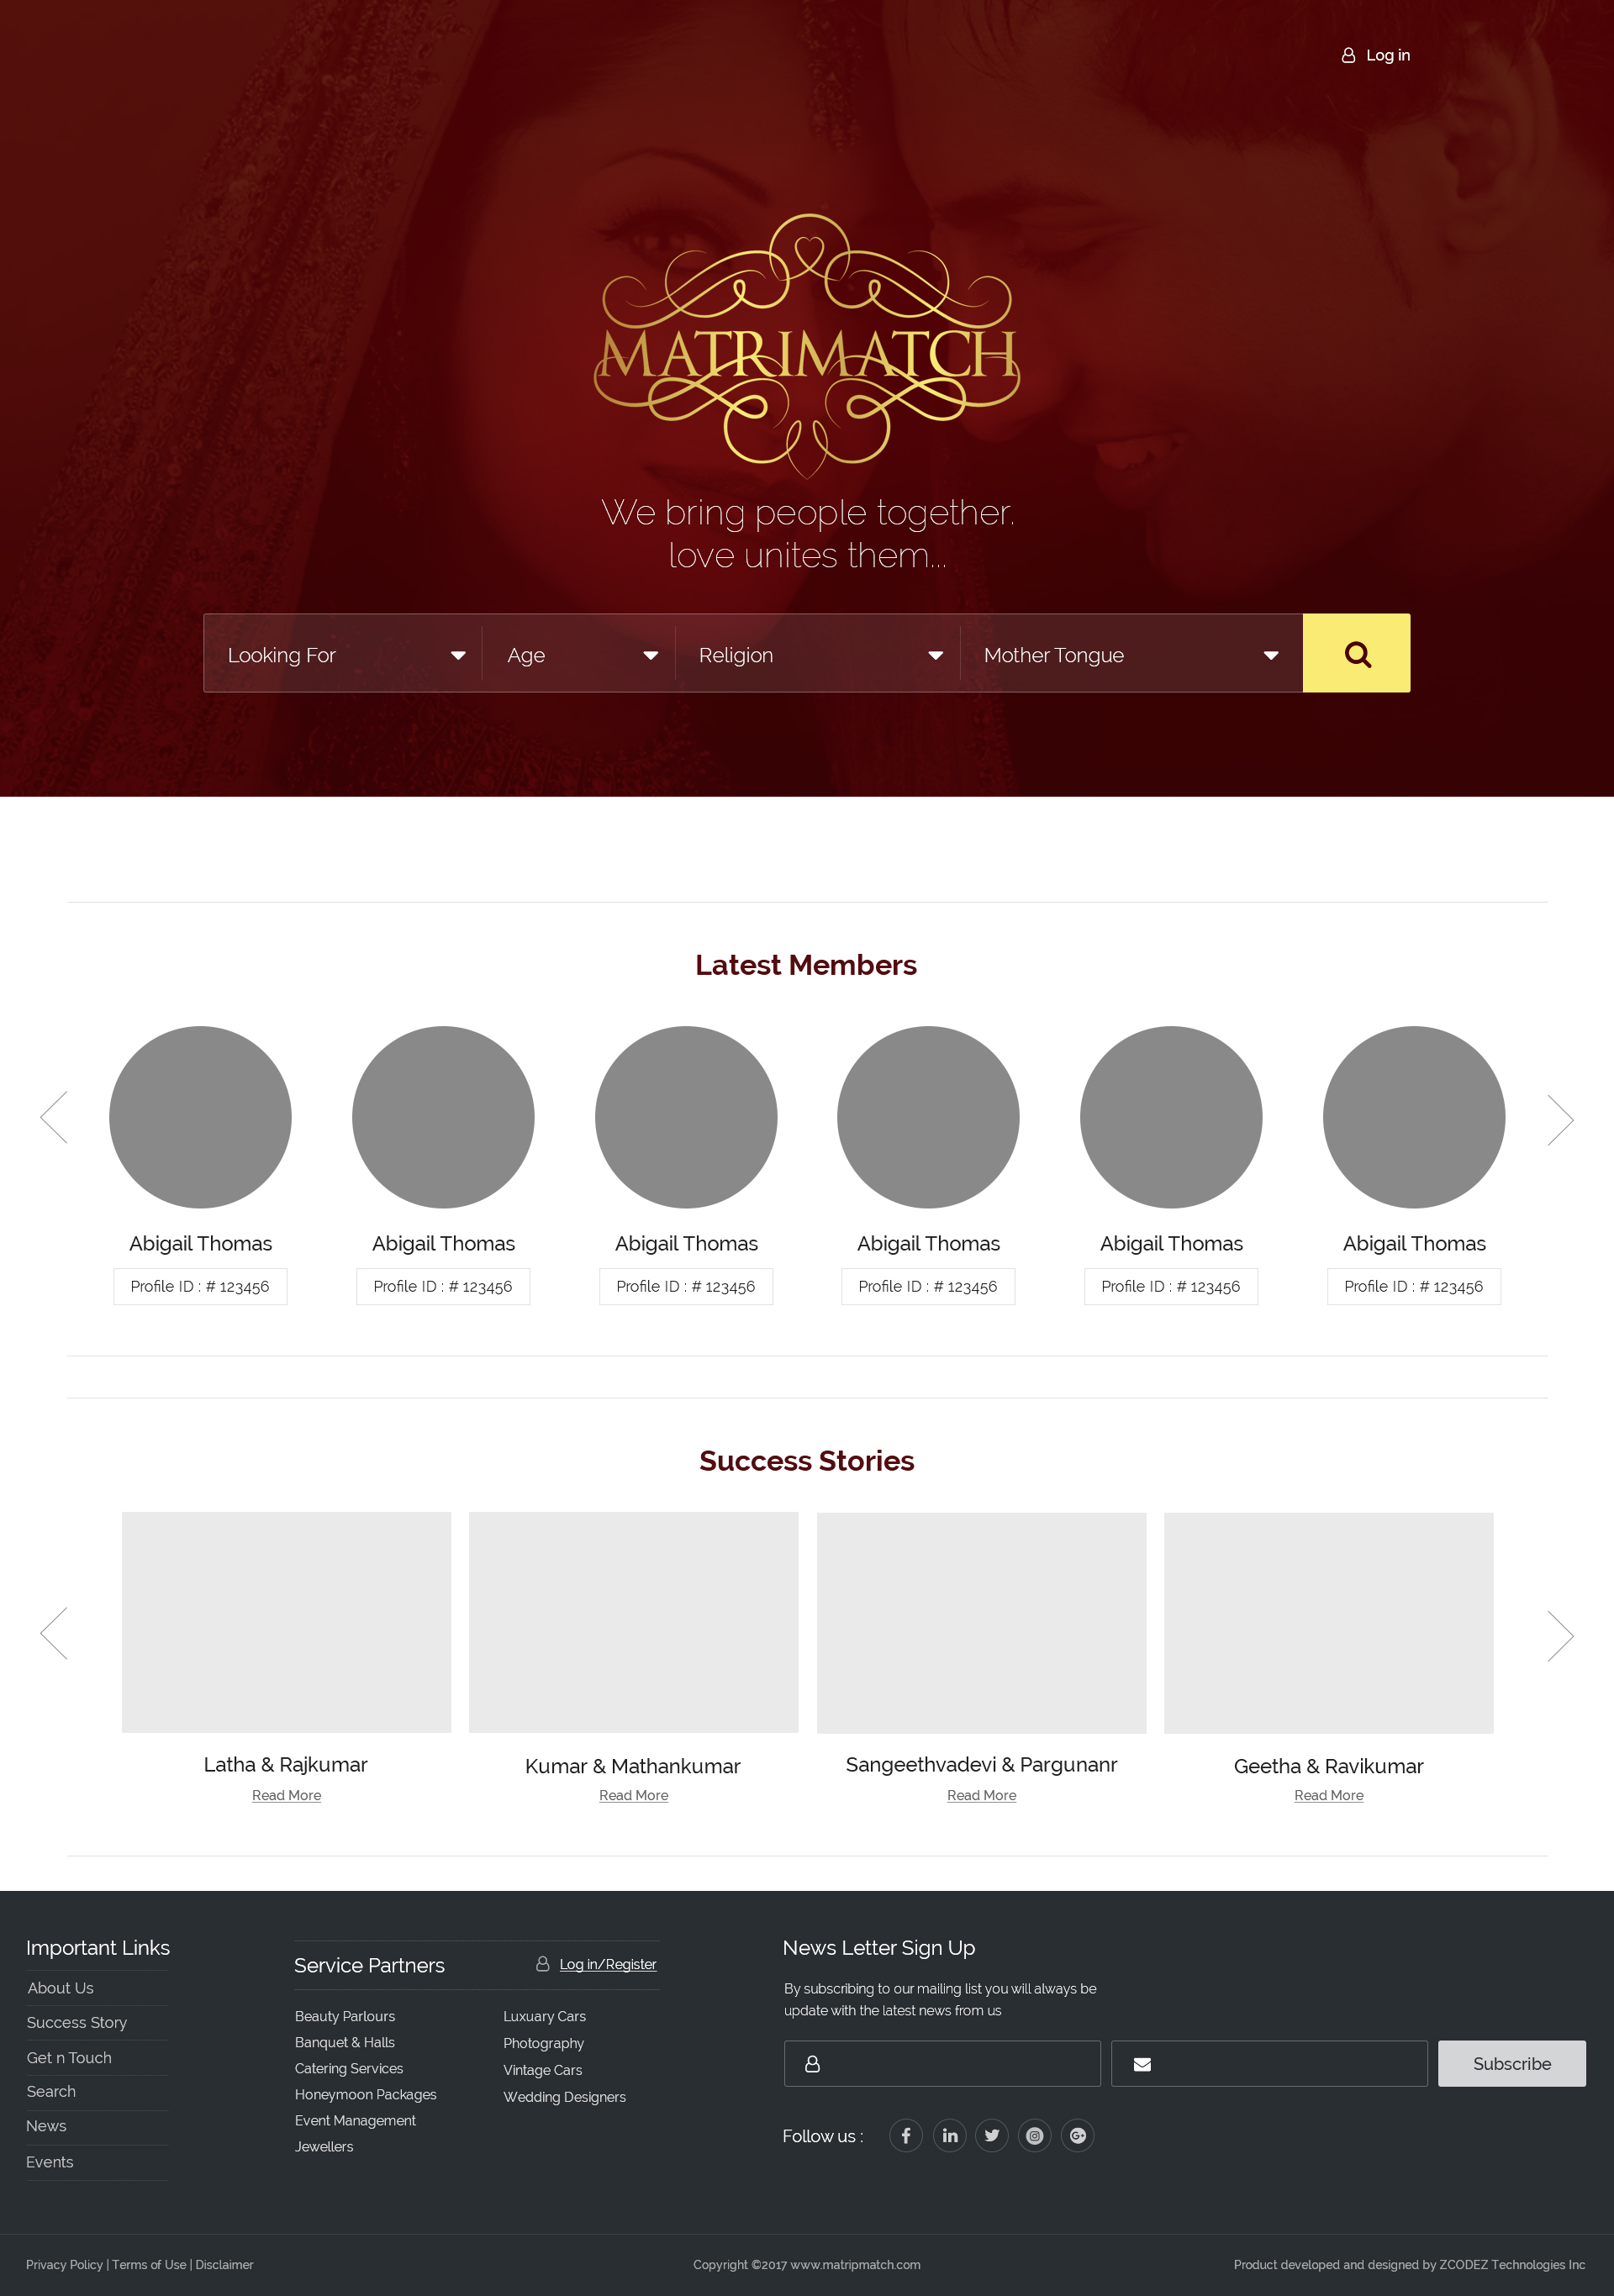 Log in
MATRIMATCH
We bring people together.
love unites them...
Looking For
Age
Religion
Mother Tongue
Latest Members
Abigail Thomas
Profile ID : # 123456
Abigail Thomas
Profile ID : # 123456
Abigail Thomas
Profile ID : # 123456
Abigail Thomas
Profile ID : # 123456
Abigail Thomas
Profile ID : # 123456
Abigail Thomas
Profile ID : # 123456
Success Stories
Latha & Rajkumar
Read More
Kumar & Mathankumar
Read More
Sangeethvadevi & Pargunanr
Read More
Geetha & Ravikumar
Read More
Important Links
About Us
Success Story
Get n Touch
Search
News
Events
Service Partners
Log in/Register
Beauty Parlours
Banquet & Halls
Catering Services
Honeymoon Packages
Event Management
Jewellers
Luxuary Cars
Photography
Vintage Cars
Wedding Designers
News Letter Sign Up
By subscribing to our mailing list you will always be
update with the latest news from us
Subscribe
Follow us :
Privacy Policy | Terms of Use | Disclaimer
Copyright ©2017 www.matripmatch.com
Product developed and designed by ZCODEZ Technologies Inc